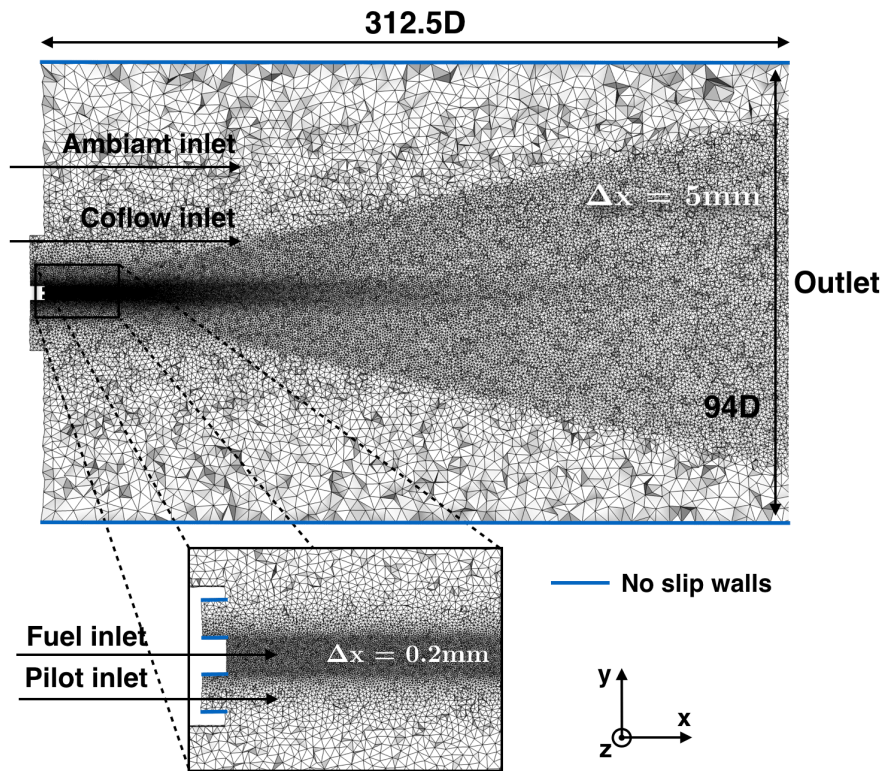 312.5D
Ambiant inlet
Δx = 5mm
Coflow inlet
Outlet
94D
No slip walls
Fuel inlet
Δx = 0.2mm
Pilot inlet
y
x
z